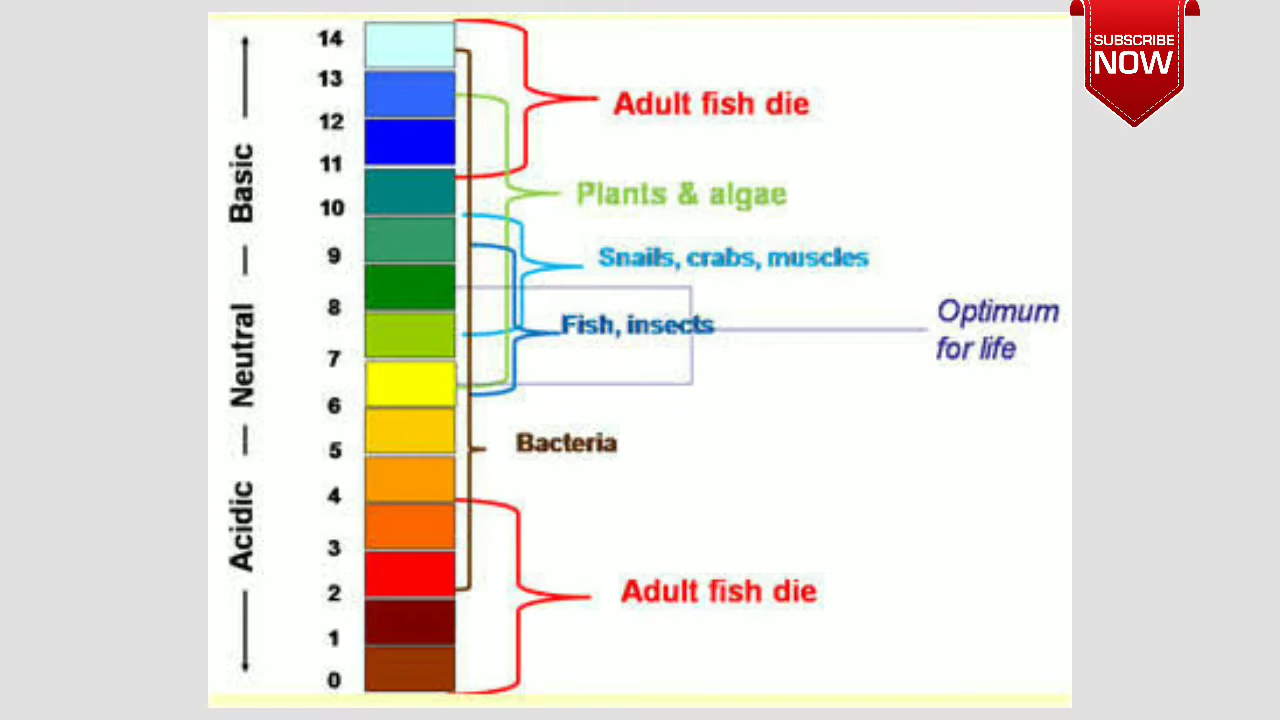 SUBSCRIBE
NOW
14
13
Adult fish die
12
11
Plants & algae
10
Snails, crabs, muscles
9
8
Optimum
for life
Fish, insects
7
6
5
Bacteria
4
3
2
Adult fish die
1
0
Basic
Neutral
Acidic